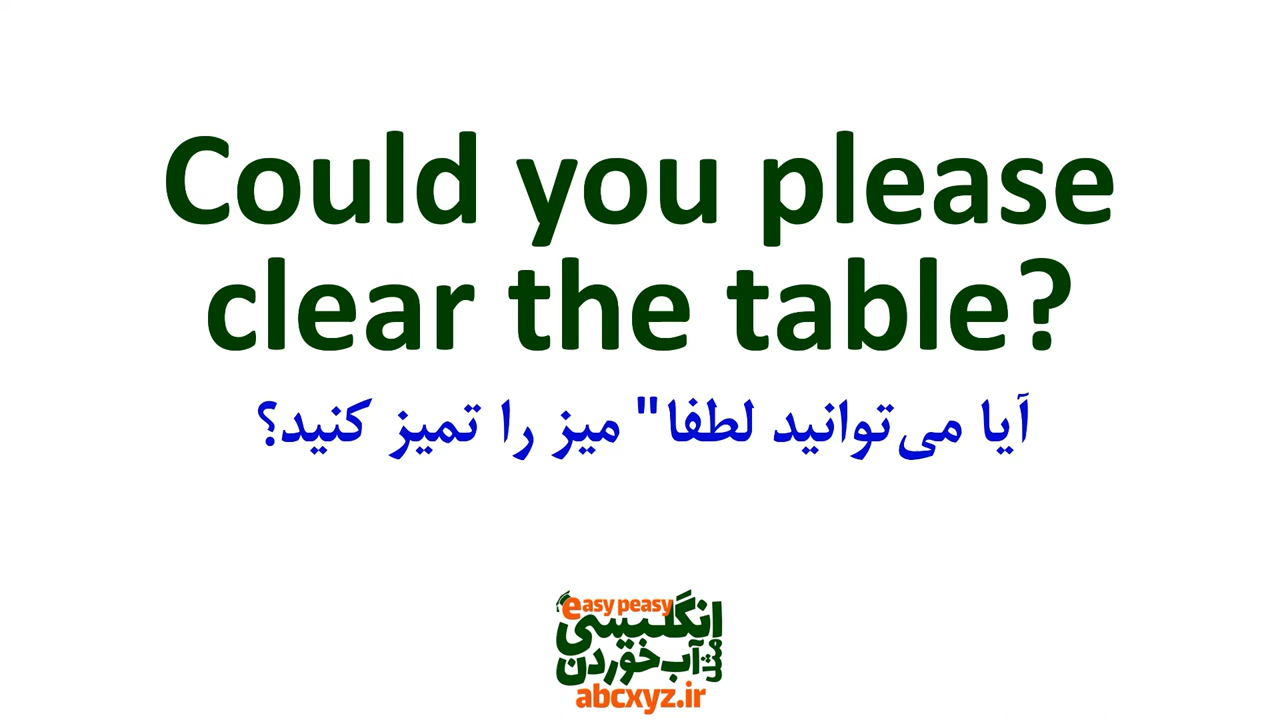 Could you please
clear the table?
آیا می‌توانید لطفا" میز را تمیز کنید؟
easy peasy
انگلیسی
مثل آب خوردن
abcxyz.ir